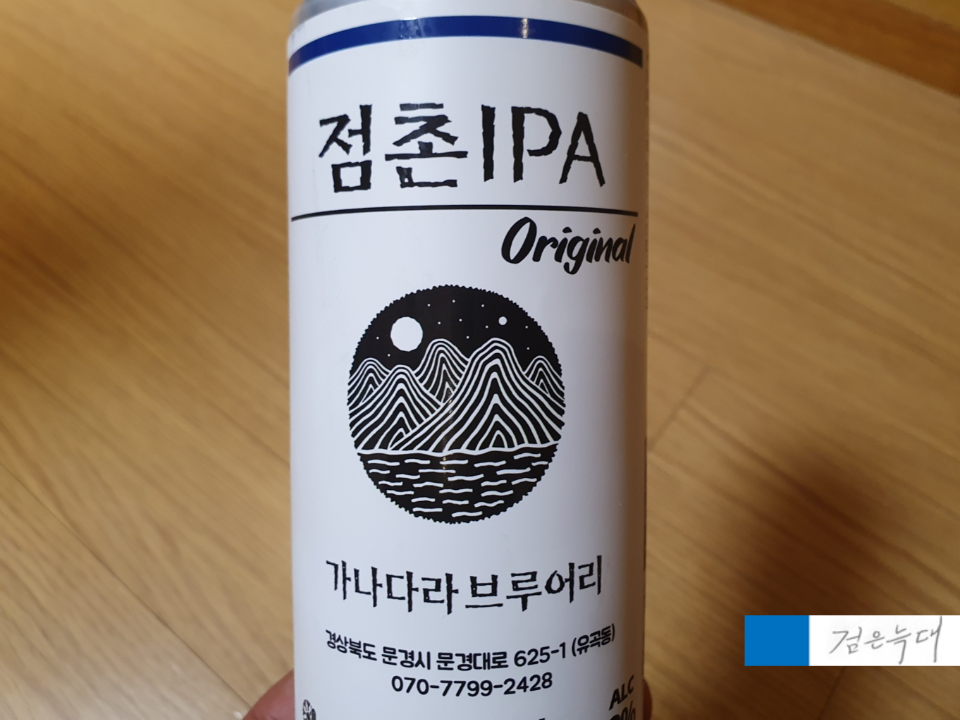 점촌IPA
Original
가나다라 브루어리
경상북도 문경시 문경대로 625-1 (유곡동)
070-7799-2428
ALC
검은늑대